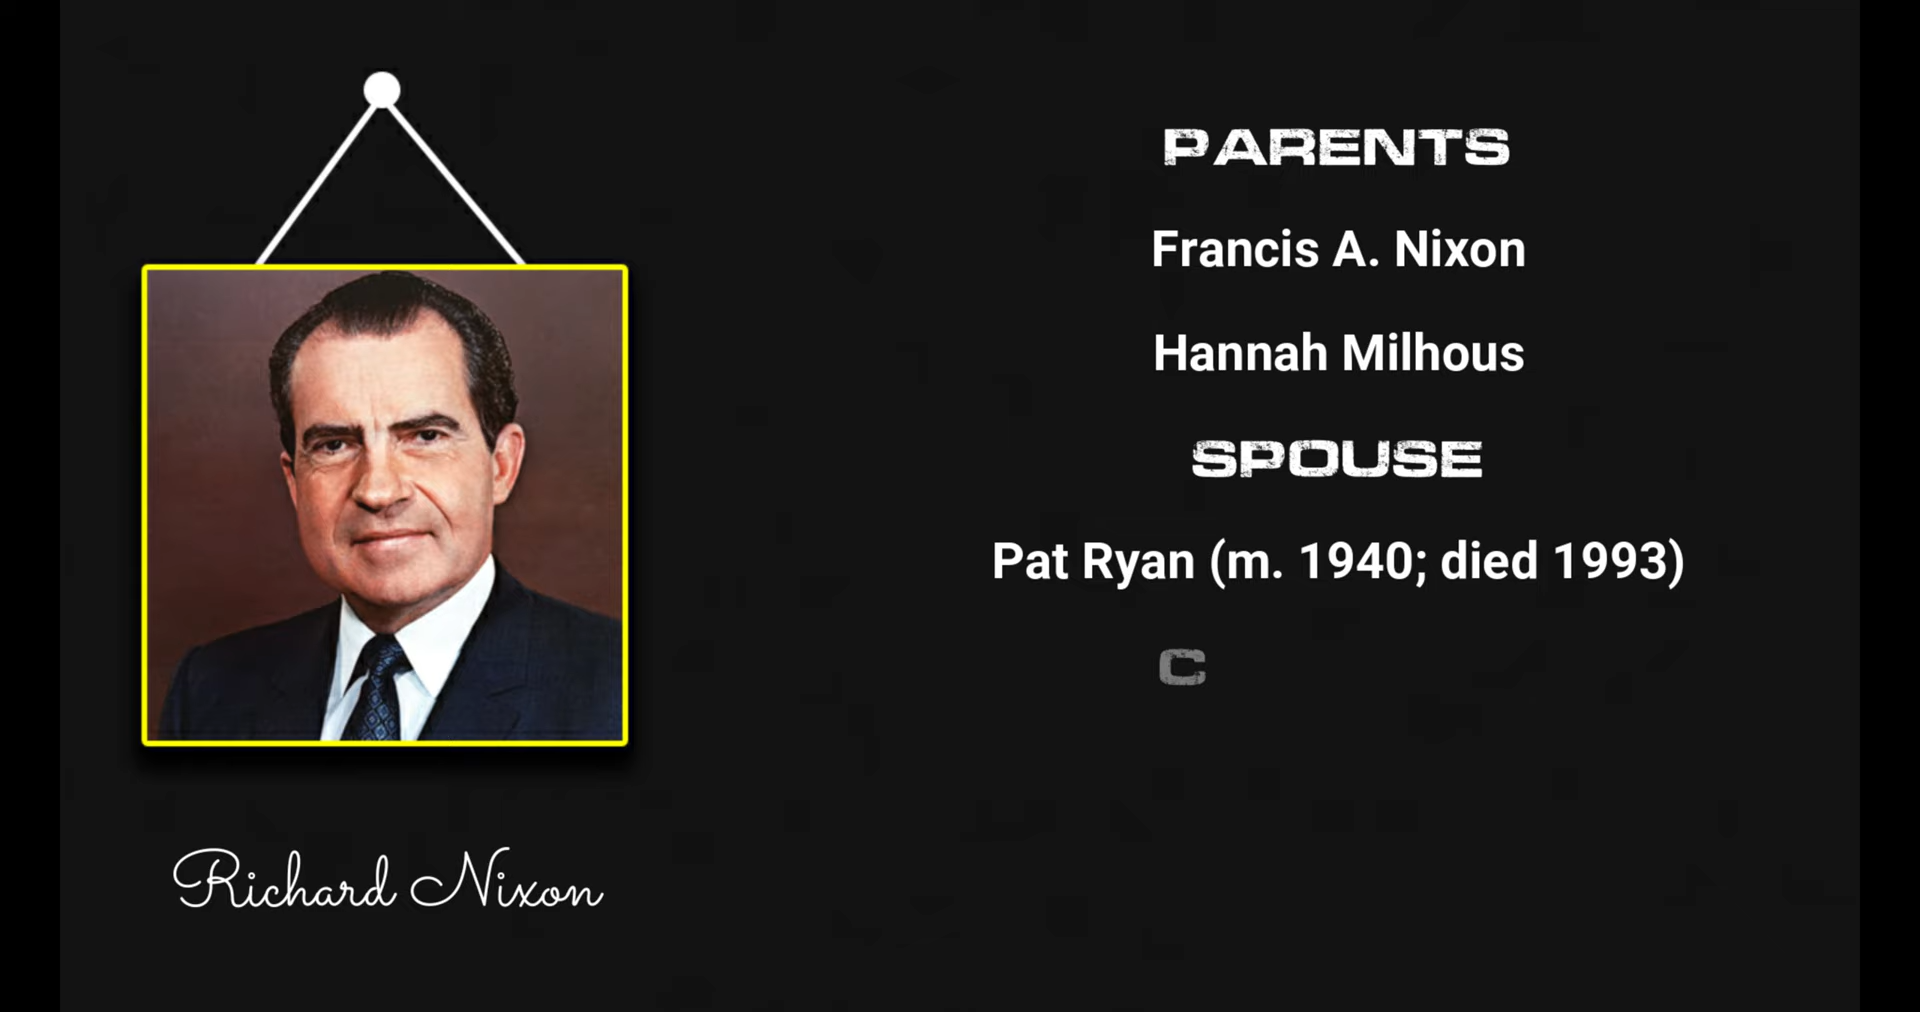 PARENTS
Francis A. Nixon
Hannah Milhous
SPOUSE
Pat Ryan (m. 1940; died 1993)
C
Richard Nixon